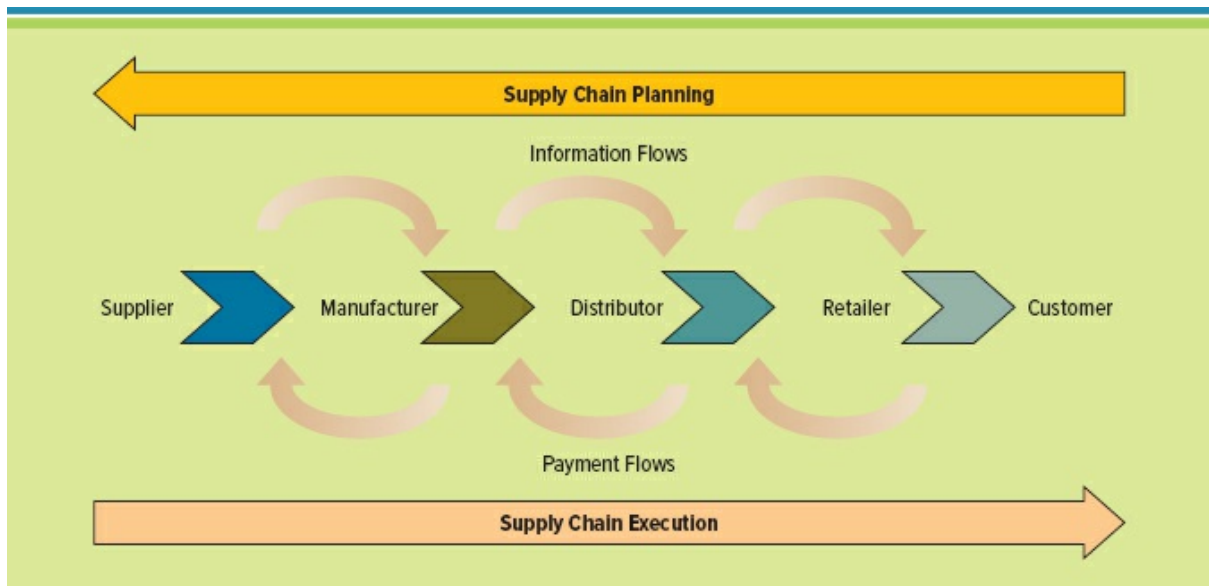 Supply Chain Planning
Information Flows
Supplier Manufacturer Distributor Retailer Customer
Payment Flows
Supply Chain Execution